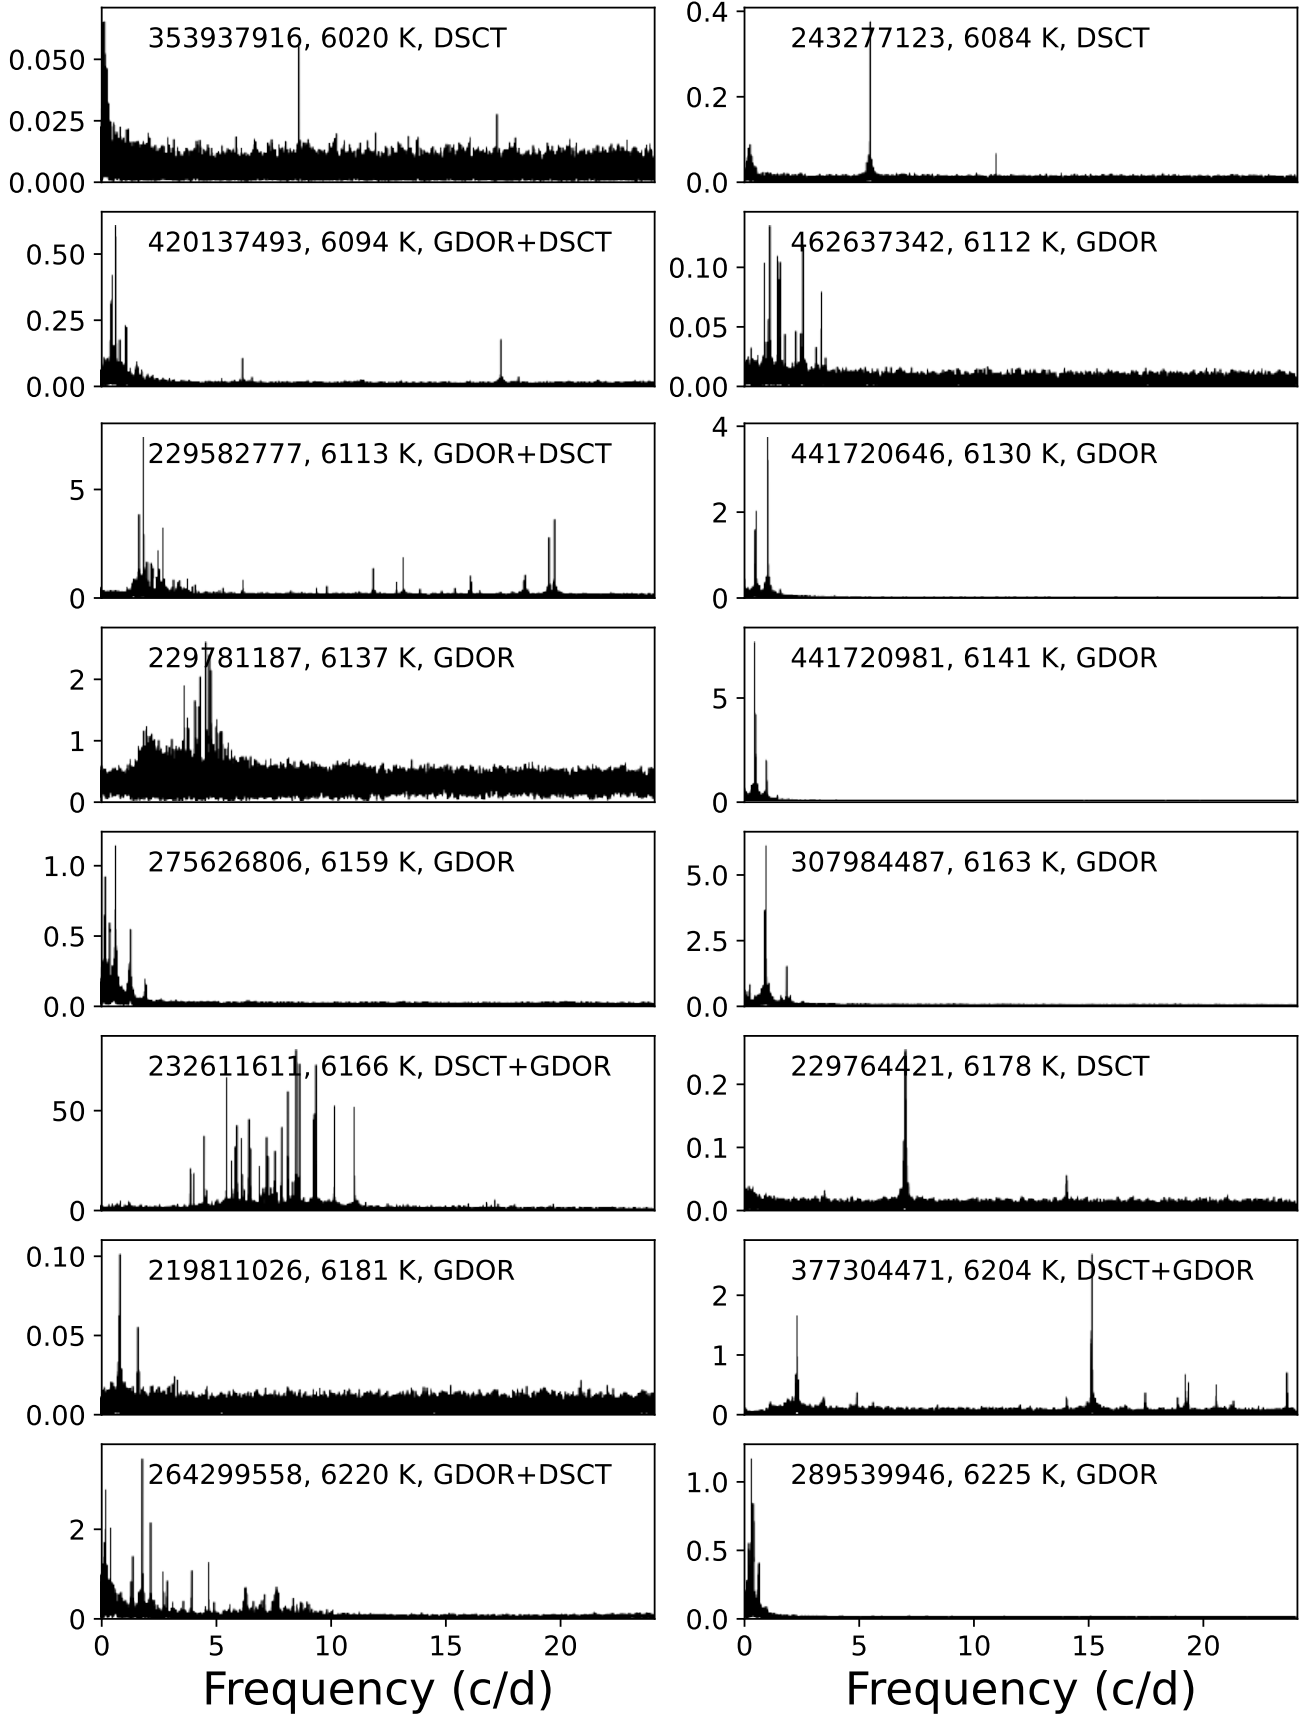 353937916, 6020 K, DSCT
0.050
0.025
0.000
243277123, 6084 K, DSCT
0.4
0.2
0.0
420137493, 6094 K, GDOR+DSCT
0.50
0.25
0.00
462637342, 6112 K, GDOR
0.10
0.05
0.00
229582777, 6113 K, GDOR+DSCT
5
0
441720646, 6130 K, GDOR
4
2
0
229781187, 6137 K, GDOR
2
1
0
441720981, 6141 K, GDOR
5
0
275626806, 6159 K, GDOR
1.0
0.5
0.0
307984487, 6163 K, GDOR
5.0
2.5
0.0
232611611, 6166 K, DSCT+GDOR
50
0
229764421, 6178 K, DSCT
0.2
0.1
0.0
219811026, 6181 K, GDOR
0.10
0.05
0.00
377304471, 6204 K, DSCT+GDOR
2
1
0
264299558, 6220 K, GDOR+DSCT
2
0
289539946, 6225 K, GDOR
1.0
0.5
0.0
0 5 10 15 20
0 5 10 15 20
Frequency (c/d)
Frequency (c/d)